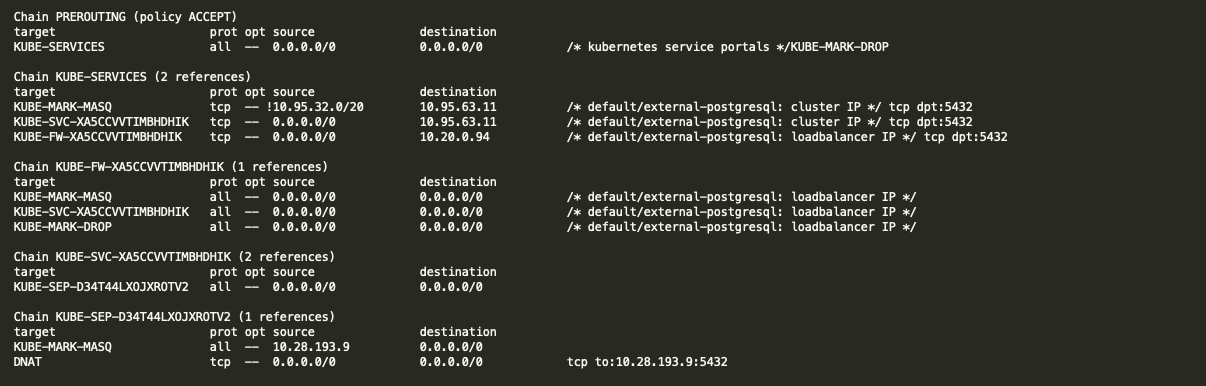 Chain PREROUTING (policy ACCEPT)
target prot opt source destination
KUBE-SERVICES all -- 0.0.0.0/0 0.0.0.0/0 /* kubernetes service portals */KUBE-MARK-DROP
Chain KUBE-SERVICES (2 references)
target prot opt source destination
KUBE-MARK-MASQ tcp -- !10.95.32.0/20 10.95.63.11 /* default/external-postgresql: cluster IP */ tcp dpt:5432
KUBE-SVC-XA5CCVVTIMBHDHIK tcp -- 0.0.0.0/0 10.95.63.11 /* default/external-postgresql: cluster IP */ tcp dpt:5432
KUBE-FW-XA5CCVVTIMBHDHIK tcp -- 0.0.0.0/0 10.20.0.94 /* default/external-postgresql: loadbalancer IP */ tcp dpt:5432
Chain KUBE-FW-XA5CCVVTIMBHDHIK (1 references)
target prot opt source destination
KUBE-MARK-MASQ all -- 0.0.0.0/0 0.0.0.0/0 /* default/external-postgresql: loadbalancer IP */
KUBE-SVC-XA5CCVVTIMBHDHIK all -- 0.0.0.0/0 0.0.0.0/0 /* default/external-postgresql: loadbalancer IP */
KUBE-MARK-DROP all -- 0.0.0.0/0 0.0.0.0/0 /* default/external-postgresql: loadbalancer IP */
Chain KUBE-SVC-XA5CCVVTIMBHDHIK (2 references)
target prot opt source destination
KUBE-SEP-D34T44LXOJXROTV2 all -- 0.0.0.0/0 0.0.0.0/0
Chain KUBE-SEP-D34T44LXOJXROTV2 (1 references)
target prot opt source destination
KUBE-MARK-MASQ all -- 10.28.193.9 0.0.0.0/0
DNAT tcp -- 0.0.0.0/0 0.0.0.0/0 tcp to:10.28.193.9:5432